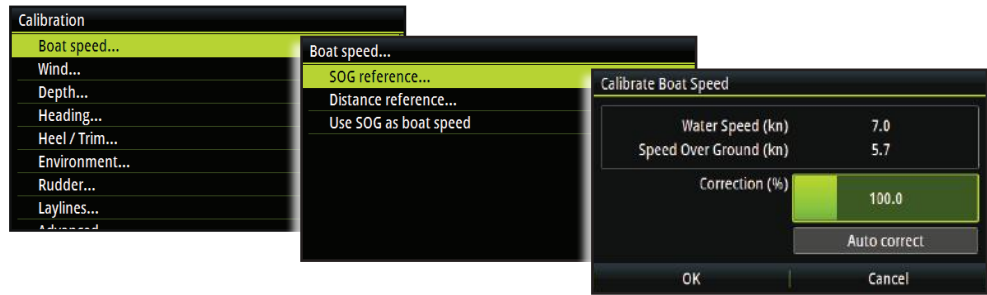 Calibration
Boat speed...
Wind...
Depth...
Heading...
Heel / Trim...
Environment...
Rudder...
Laylines...
Advanced
Boat speed...
SOG reference...
Distance reference...
Use SOG as boat speed
Calibrate Boat Speed
Water Speed (kn) 7.0
Speed Over Ground (kn) 5.7
Correction (%) 100.0
Auto correct
OK Cancel